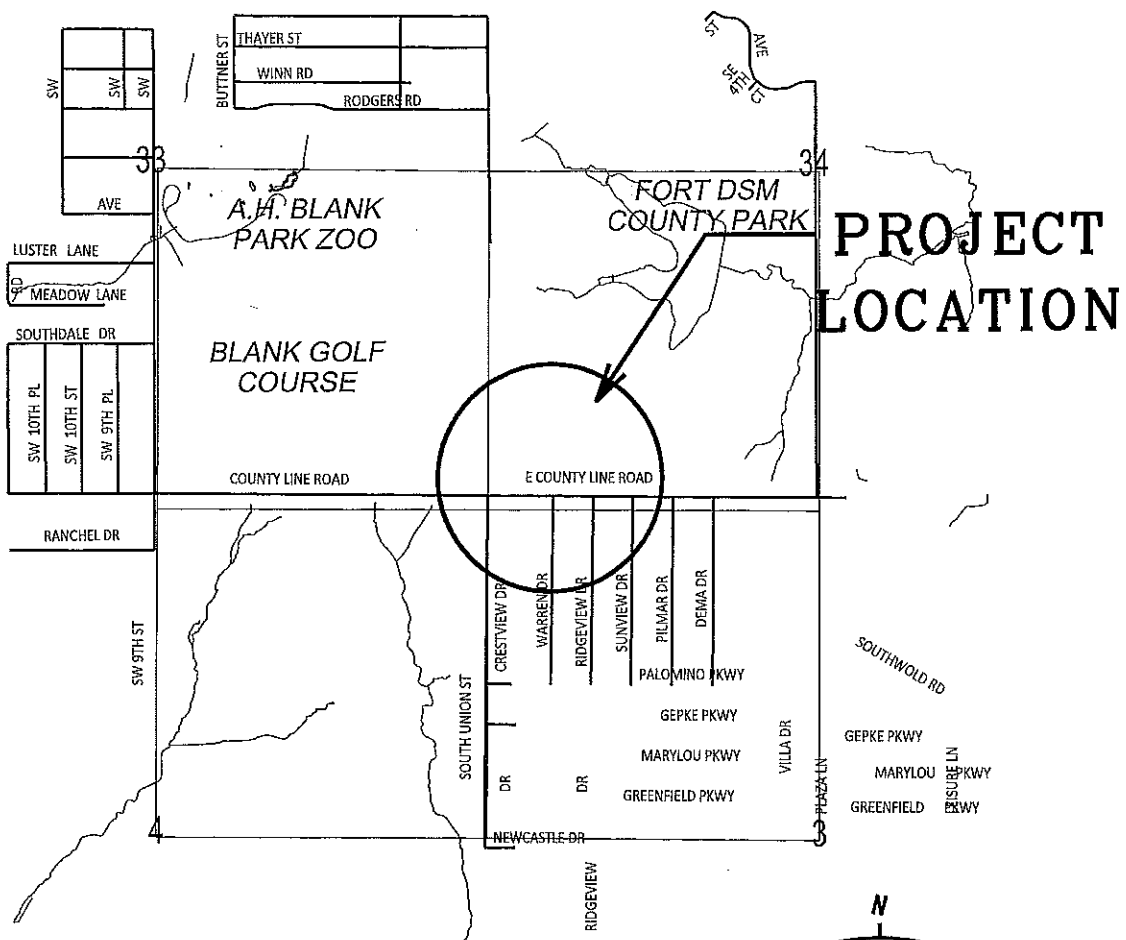 THAYER ST
WINN RD
RODGERS RD
BUTTNER ST
SW
SW
SW
ST
AVE
CT
33
34
A.H. BLANK
PARK ZOO
FORT DSM
COUNTY PARK
PROJECT
LOCATION
AVE
LUSTER LANE
RD
MEADOW LANE
SOUTHDALE DR
BLANK GOLF
COURSE
SW 10TH PL
SW 10TH ST
SW 9TH PL
COUNTY LINE ROAD
E COUNTY LINE ROAD
RANCHEL DR
SW 9TH ST
CRESTVIEW DR
WARREN DR
RIDGEVIEW DR
SUNVIEW DR
PILMAR DR
DEMA DR
SOUTH UNION ST
PALOMINO PKWY
GEPKE PKWY
MARYLOU PKWY
GREENFIELD PKWY
DR
DR
VILLA DR
PLAZA LN
SOUTHWOLD RD
GEPKE PKWY
MARYLOU PKWY
GREENFIELD PKWY
LEISURE LN
4
3
NEWCASTLE DR
RIDGEVIEW
N